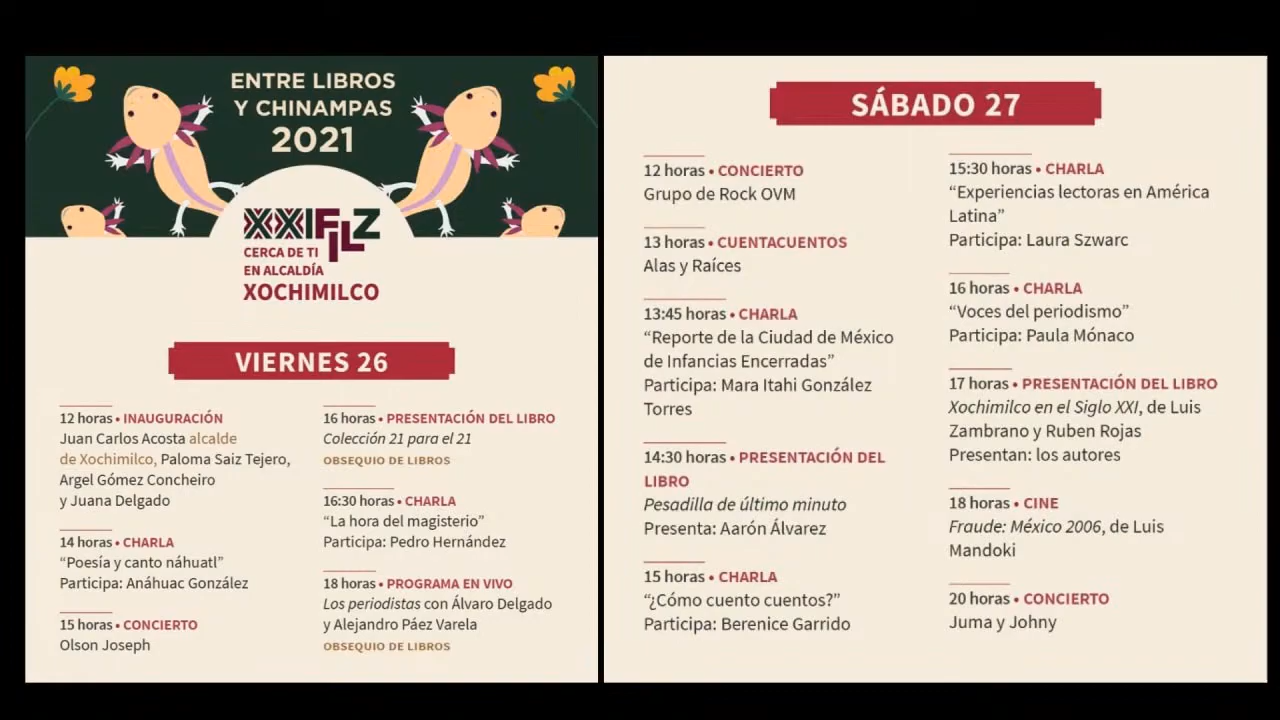 ENTRE LIBROS
Y CHINAMPAS
2021
XXIFILZ
CERCA DE TI
EN ALCALDÍA
XOCHIMILCO
VIERNES 26
12 horas • INAUGURACIÓN
Juan Carlos Acosta alcalde
de Xochimilco, Paloma Saiz Tejero,
Argel Gómez Concheiro
y Juana Delgado
14 horas • CHARLA
“Poesía y canto náhuatl”
Participa: Anáhuac González
15 horas • CONCIERTO
Olson Joseph
16 horas • PRESENTACIÓN DEL LIBRO
Colección 21 para el 21
OBSEQUIO DE LIBROS
16:30 horas • CHARLA
“La hora del magisterio”
Participa: Pedro Hernández
18 horas • PROGRAMA EN VIVO
Los periodistas con Álvaro Delgado
y Alejandro Páez Varela
OBSEQUIO DE LIBROS
SÁBADO 27
12 horas • CONCIERTO
Grupo de Rock OVM
13 horas • CUENTACUENTOS
Alas y Raíces
13:45 horas • CHARLA
“Reporte de la Ciudad de México
de Infancias Encerradas”
Participa: Mara Itahi González
Torres
14:30 horas • PRESENTACIÓN DEL
LIBRO
Pesadilla de último minuto
Presenta: Aarón Álvarez
15 horas • CHARLA
“¿Cómo cuento cuentos?”
Participa: Berenice Garrido
15:30 horas • CHARLA
“Experiencias lectoras en América
Latina”
Participa: Laura Szwarc
16 horas • CHARLA
“Voces del periodismo”
Participa: Paula Mónaco
17 horas • PRESENTACIÓN DEL LIBRO
Xochimilco en el Siglo XXI, de Luis
Zambrano y Ruben Rojas
Presentan: los autores
18 horas • CINE
Fraude: México 2006, de Luis
Mandoki
20 horas • CONCIERTO
Juma y Johny